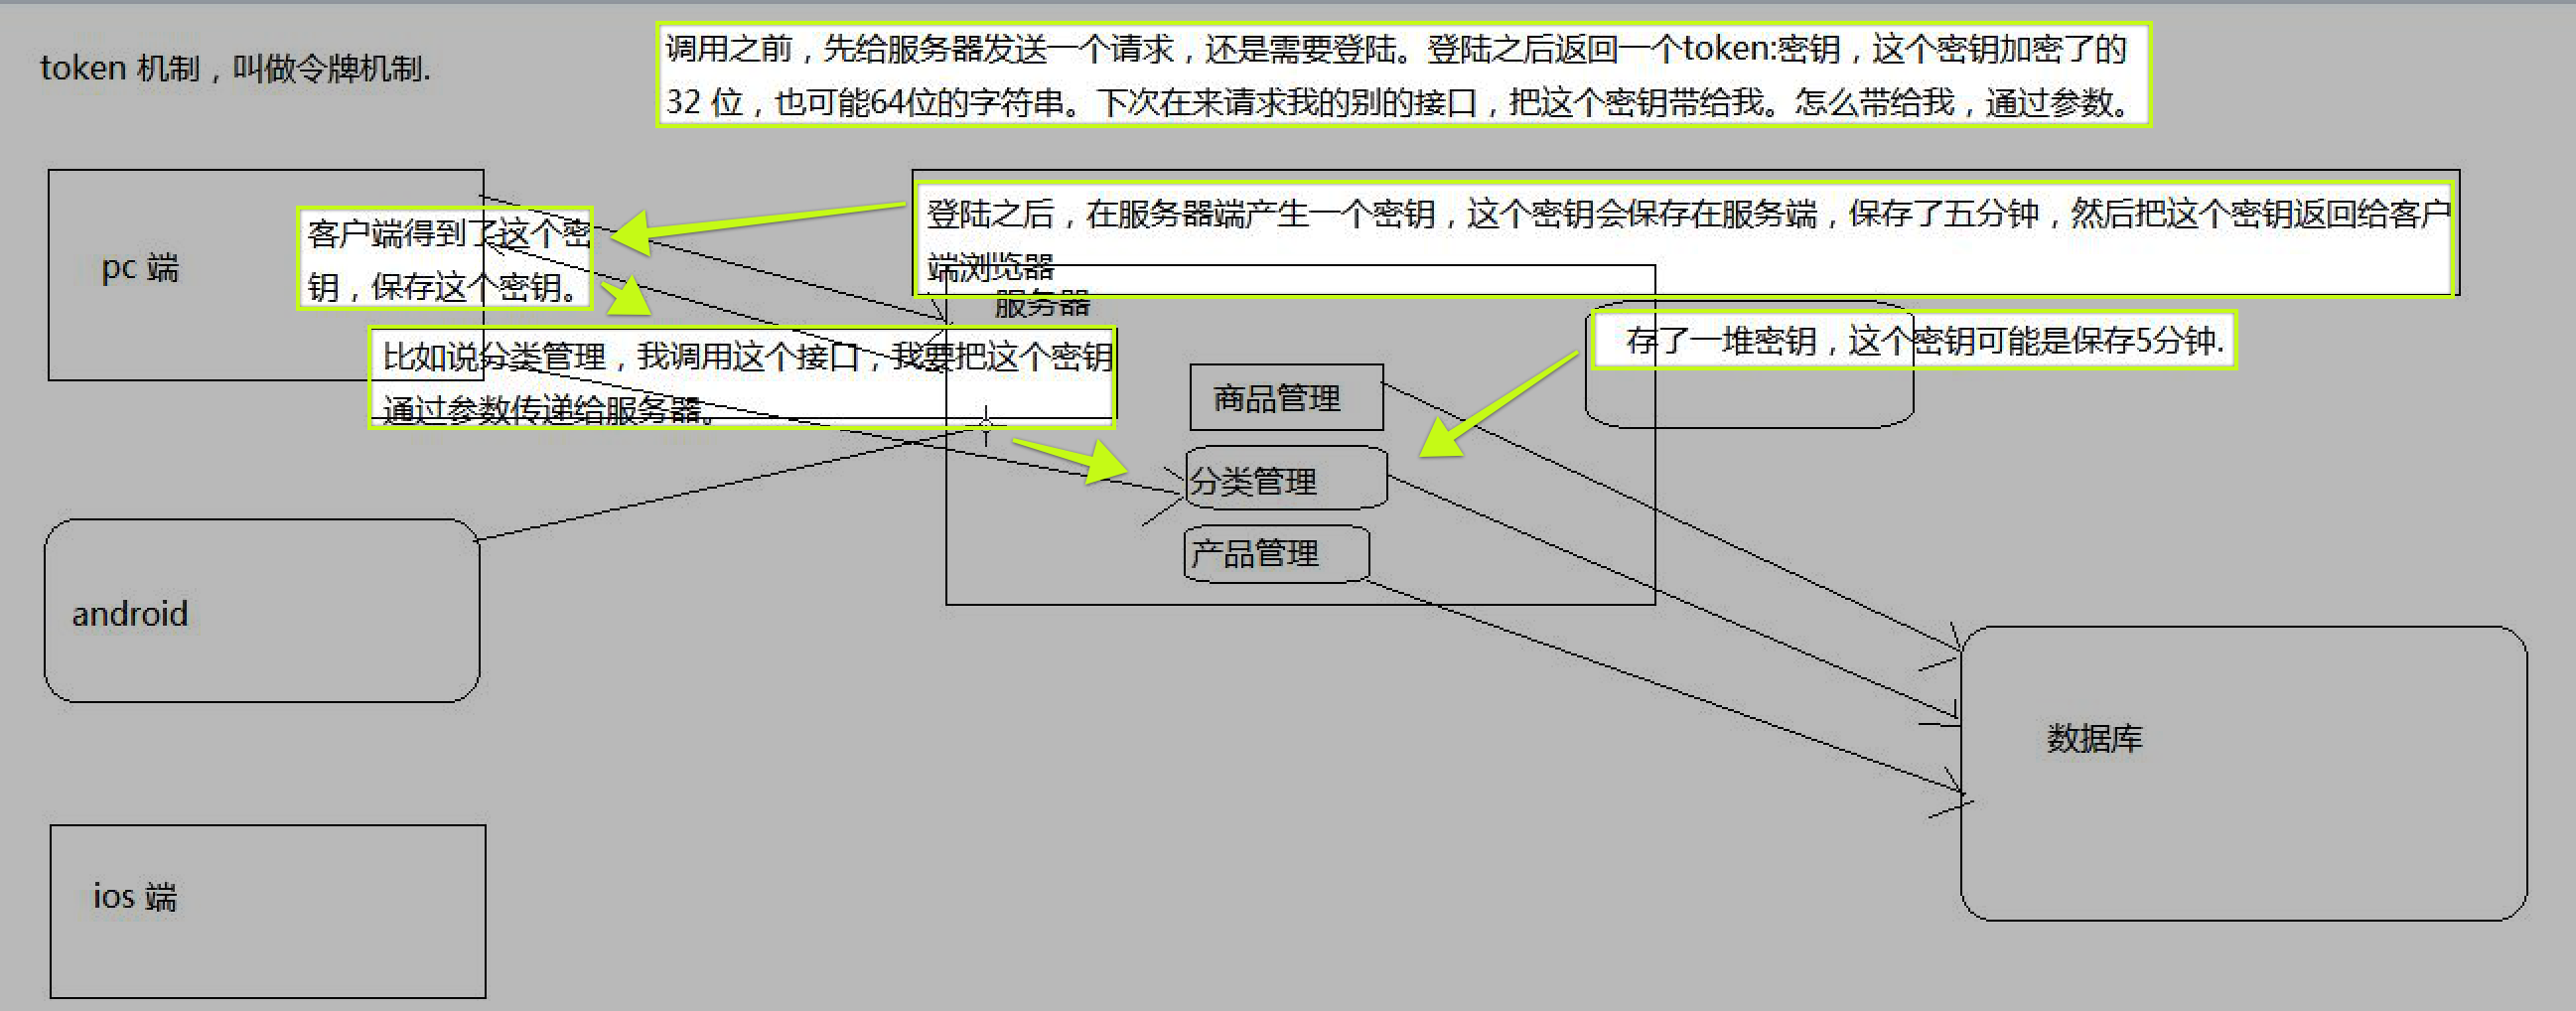 token 机制，叫做令牌机制.
调用之前，先给服务器发送一个请求，还是需要登陆。登陆之后返回一个token:密钥，这个密钥加密了的
32 位，也可能64位的字符串。下次在来请求我的别的接口，把这个密钥带给我。怎么带给我，通过参数。
登陆之后，在服务器端产生一个密钥，这个密钥会保存在服务端，保存了五分钟，然后把这个密钥返回给客户
端浏览器
客户端得到了这个密
钥，保存这个密钥。
pc 端
服务器
存了一堆密钥，这个密钥可能是保存5分钟.
比如说分类管理，我调用这个接口，我要把这个密钥
通过参数传递给服务器。
商品管理
分类管理
产品管理
android
数据库
ios 端